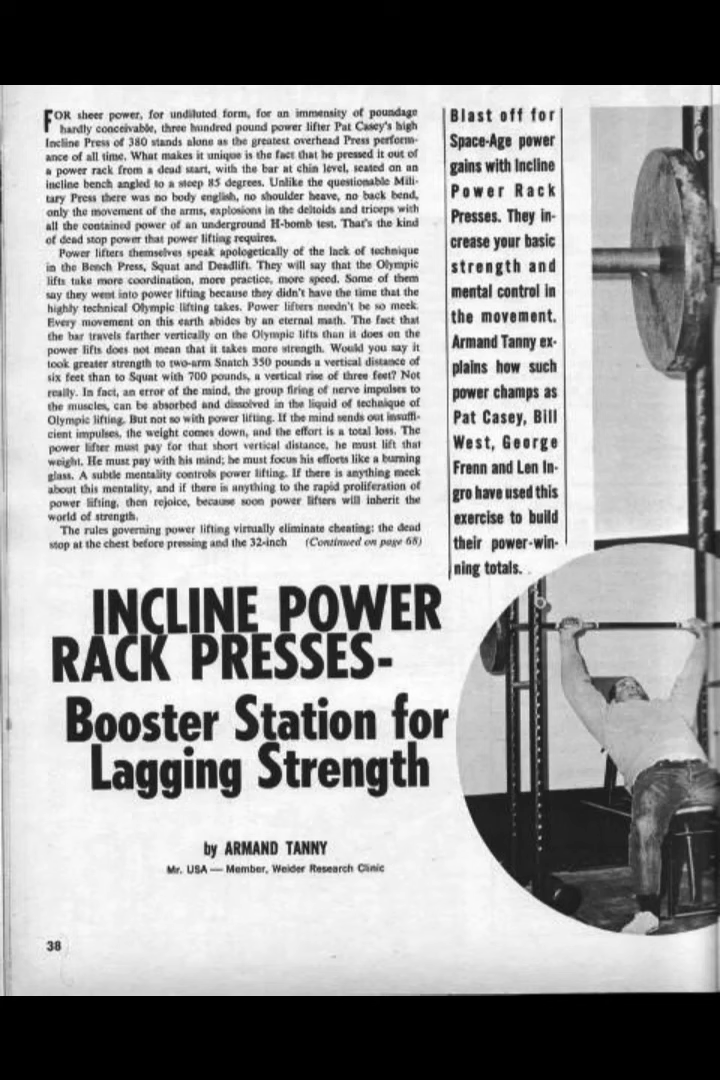 FOR sheer power, for undiluted form, for an immensity of poundage
hardly conceivable, three hundred pound power lifter Pat Casey's high
Incline Press of 380 stands alone as the greatest overhead Press perform-
ance of all time. What makes it unique is the fact that he pressed it out of
a power rack from a dead start, with the bar at chin level, seated on an
incline bench angled to a steep 85 degrees. Unlike the questionable Mili-
tary Press there was no body english, no shoulder heave, no back bend,
only the movement of the arms, explosions in the deltoids and triceps with
all the contained power of an underground H-bomb test. That's the kind
of dead stop power that power lifting requires.
Power lifters themselves speak apologetically of the lack of technique
in the Bench Press, Squat and Deadlift. They will say that the Olympic
lifts take more coordination, more practice, more speed. Some of them
say they went into power lifting because they didn't have the time that the
highly technical Olympic lifting takes. Power lifters needn't be so meek.
Every movement on this earth abides by an eternal math. The fact that
the bar travels farther vertically on the Olympic lifts than it does on the
power lifts does not mean that it takes more strength. Would you say it
took greater strength to two-arm Snatch 350 pounds a vertical distance of
six feet than to Squat with 700 pounds, a vertical rise of three feet? Not
really. In fact, an error of the mind, the group firing of nerve impulses to
the muscles, can be absorbed and dissolved in the liquid of technique of
Olympic lifting. But not so with power lifting. If the mind sends out insuffi-
cient impulses, the weight comes down, and the effort is a total loss. The
power lifter must pay for that short vertical distance, he must lift that
weight. He must pay with his mind; he must focus his efforts like a burning
glass. A subtle mentality controls power lifting. If there is anything meek
about this mentality, and if there is anything to the rapid proliferation of
power lifting, then rejoice, because soon power lifters will inherit the
world of strength.
The rules governing power lifting virtually eliminate cheating: the dead
stop at the chest before pressing and the 32-inch (Continued on page 68)
Blast off for
Space-Age power
gains with Incline
Power Rack
Presses. They in-
crease your basic
strength and
mental control in
the movement.
Armand Tanny ex-
plains how such
power champs as
Pat Casey, Bill
West, George
Frenn and Len In-
gro have used this
exercise to build
their power-win-
ning totals.
INCLINE POWER
RACK PRESSES-
Booster Station for
Lagging Strength
by ARMAND TANNY
Mr. USA — Member, Weider Research Clinic
38